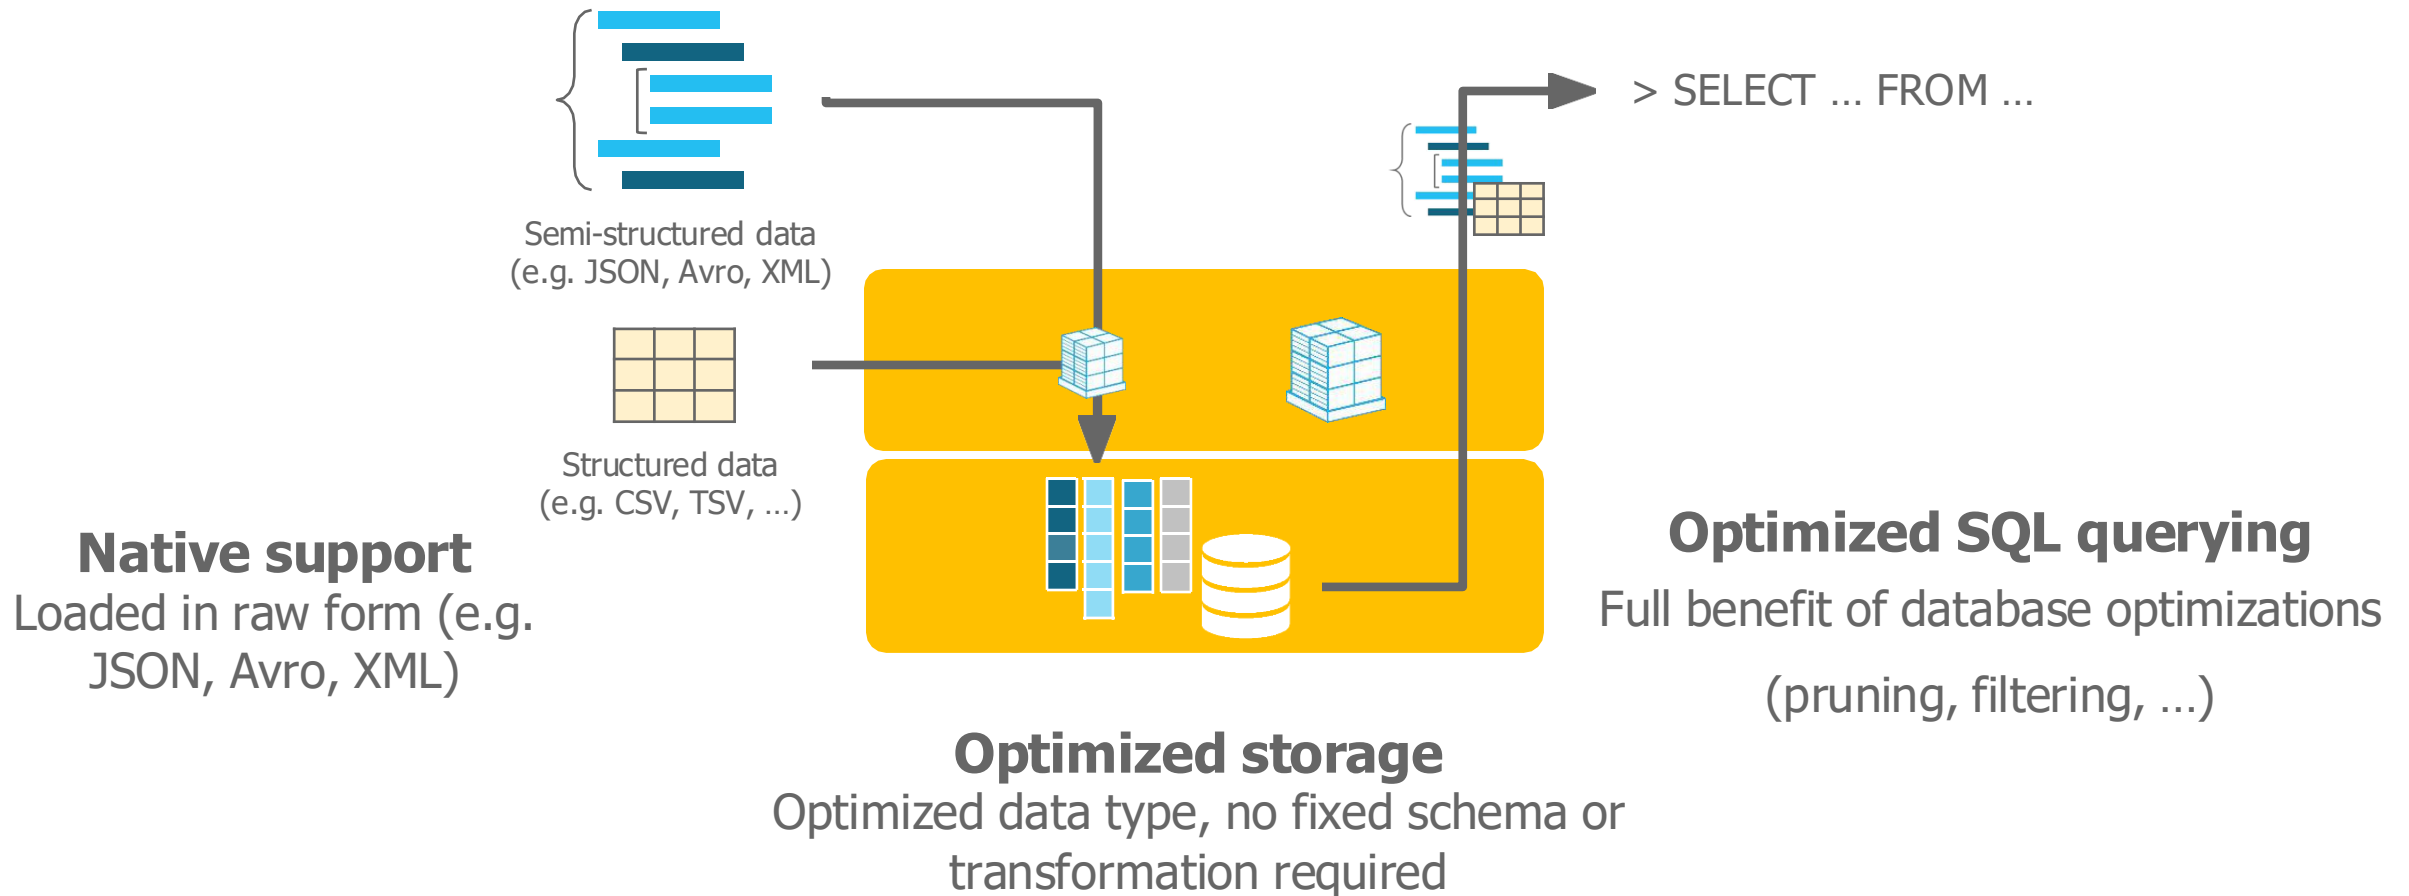 > SELECT ... FROM ...
Semi-structured data
(e.g. JSON, Avro, XML)
Structured data
(e.g. CSV, TSV, ...)
Native support
Loaded in raw form (e.g.
JSON, Avro, XML)
Optimized SQL querying
Full benefit of database optimizations
(pruning, filtering, ...)
Optimized storage
Optimized data type, no fixed schema or
transformation required